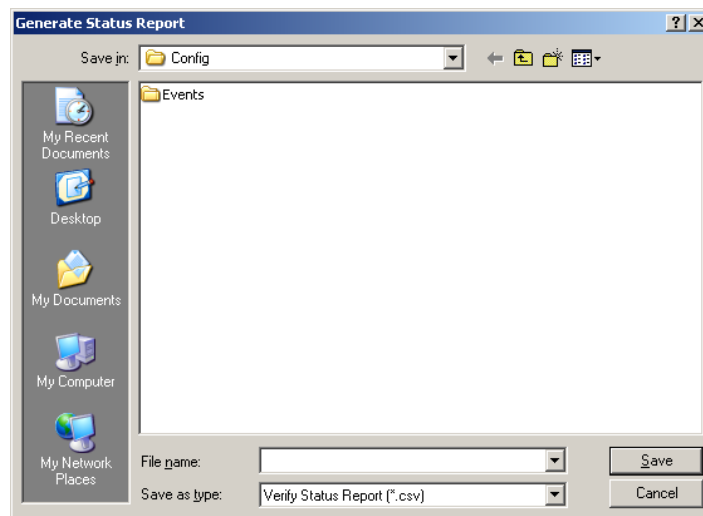 Generate Status Report
Save in:
Config
Events
My Recent
Documents
Desktop
My Documents
My Computer
My Network
Places
File name:
Save
Save as type:
Verify Status Report (*.csv)
Cancel